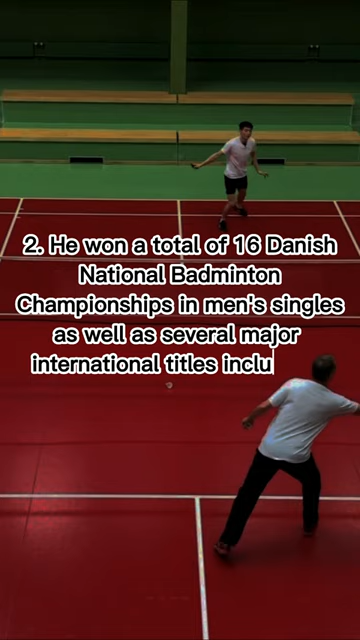 2. He won a total of 16 Danish
National Badminton
Championships in men's singles
as well as several major
international titles inclu